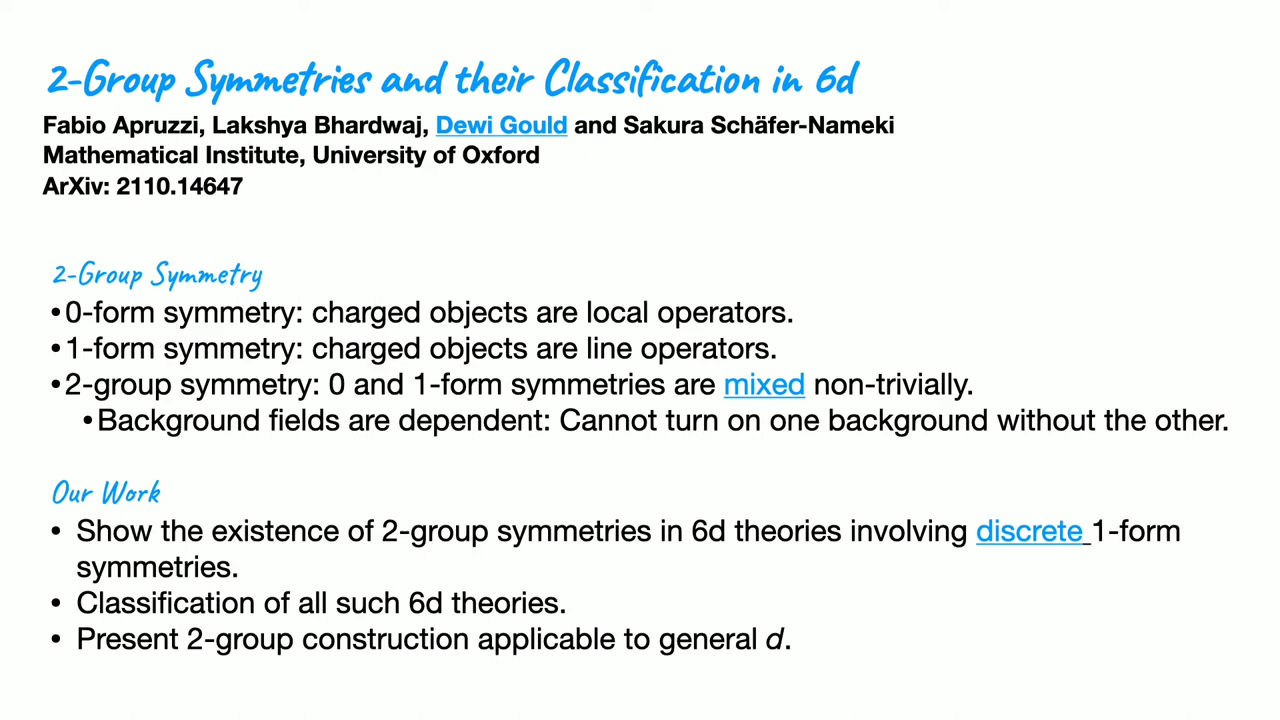 2-Group Symmetries and their Classification in 6d
Fabio Apruzzi, Lakshya Bhardwaj, Dewi Gould and Sakura Schäfer-Nameki
Mathematical Institute, University of Oxford
ArXiv: 2110.14647
2-Group Symmetry
•0-form symmetry: charged objects are local operators.
•1-form symmetry: charged objects are line operators.
•2-group symmetry: 0 and 1-form symmetries are mixed non-trivially.
•Background fields are dependent: Cannot turn on one background without the other.
Our Work
• Show the existence of 2-group symmetries in 6d theories involving discrete 1-form
symmetries.
• Classification of all such 6d theories.
• Present 2-group construction applicable to general d.